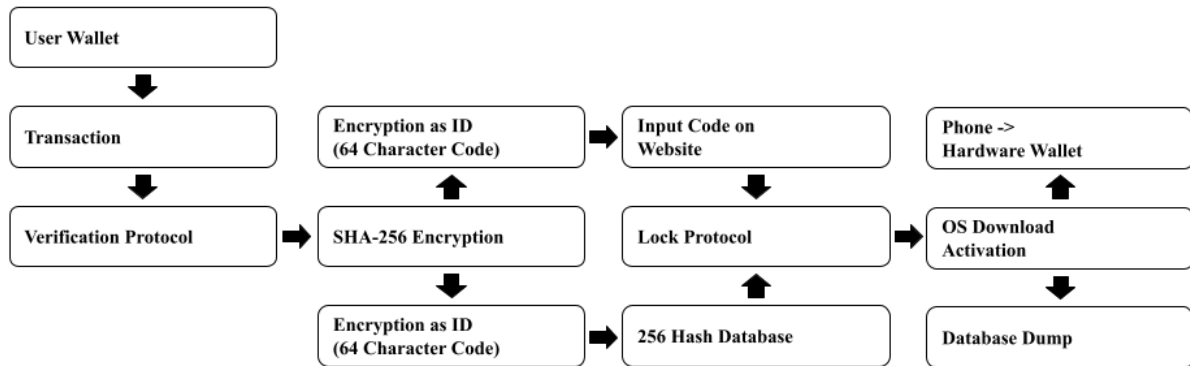 User Wallet
Transaction
Verification Protocol
Encryption as ID
(64 Character Code)
SHA-256 Encryption
Encryption as ID
(64 Character Code)
Input Code on
Website
Lock Protocol
256 Hash Database
Phone ->
Hardware Wallet
OS Download
Activation
Database Dump